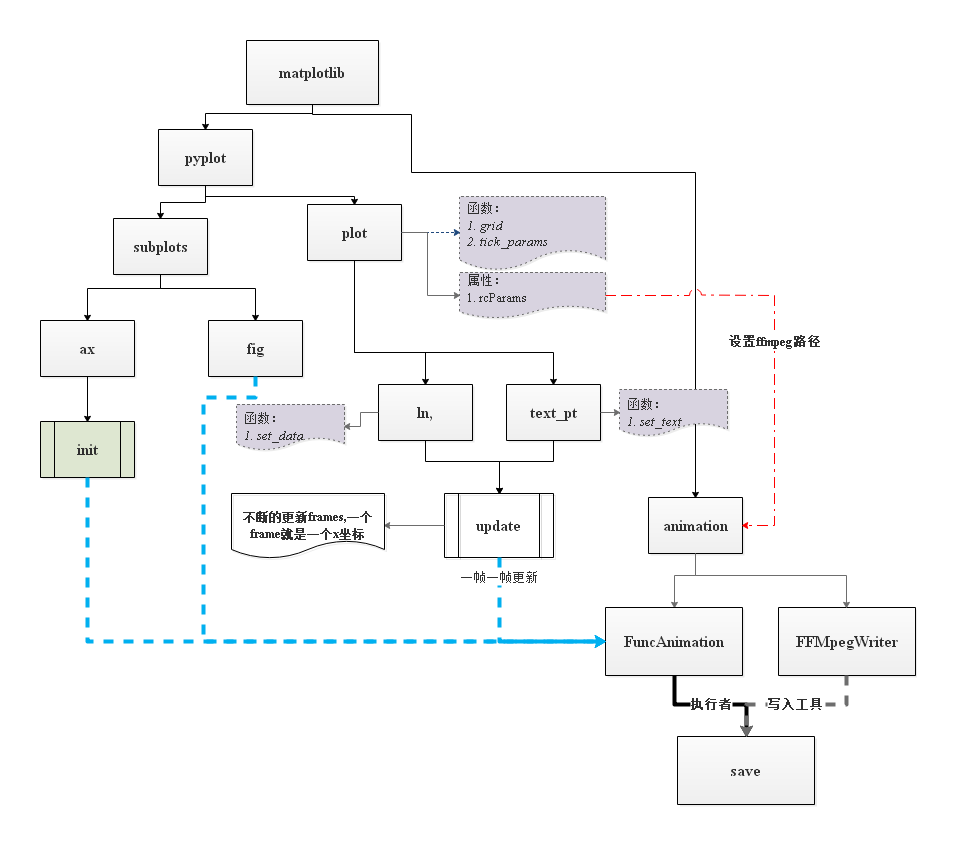 matplotlib
pyplot
subplots
plot
函数：
1. grid
2. tick_params
属性：
1. rcParams
设置ffmpeg路径
ax
fig
函数：
1. set_data
ln,
text_pt
函数：
1. set_text
init
不断的更新frames,一个
frame就是一个x坐标
update
animation
一帧一帧更新
FuncAnimation
FFMpegWriter
执行者
写入工具
save